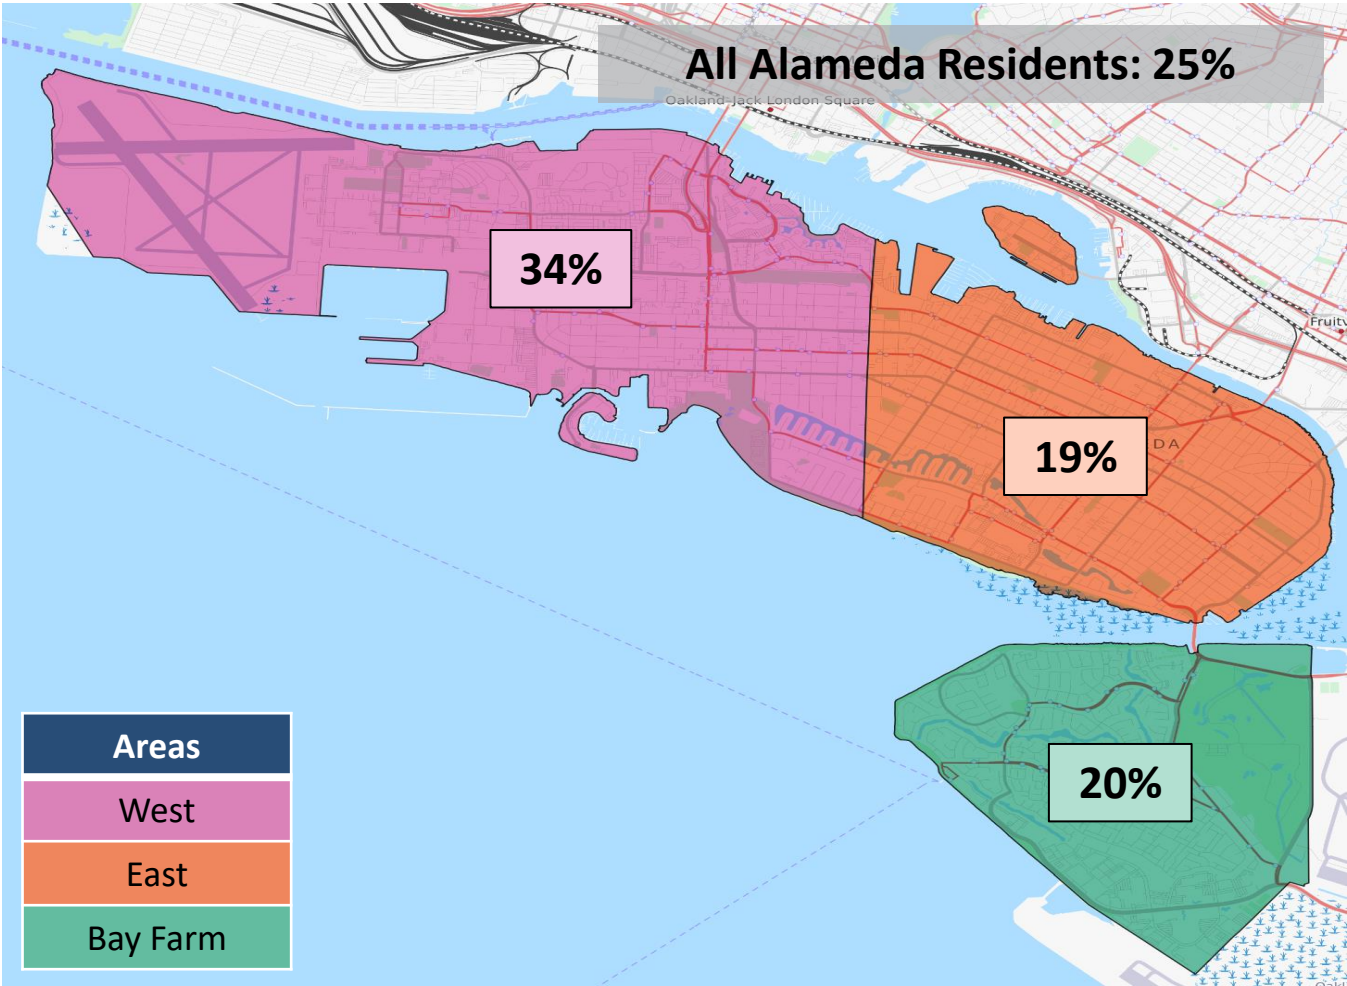 All Alameda Residents: 25%
Oakland-Jack London Square
34%
Fruitv
19%
DA
20%
Areas
West
East
Bay Farm